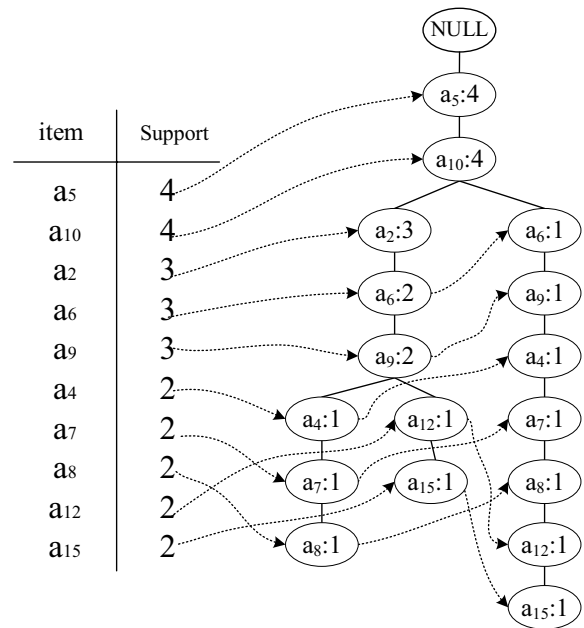 NULL
a5:4
item Support
a10:4
a5 4
a10 4
a2:3 a6:1
a2 3
a6 3
a6:2 a9:1
a9 3
a9:2 a4:1
a4 2
a4:1 a12:1 a7:1
a7 2
a8 2
a7:1 a15:1 a8:1
a12 2
a15 2
a8:1 a12:1
a15:1